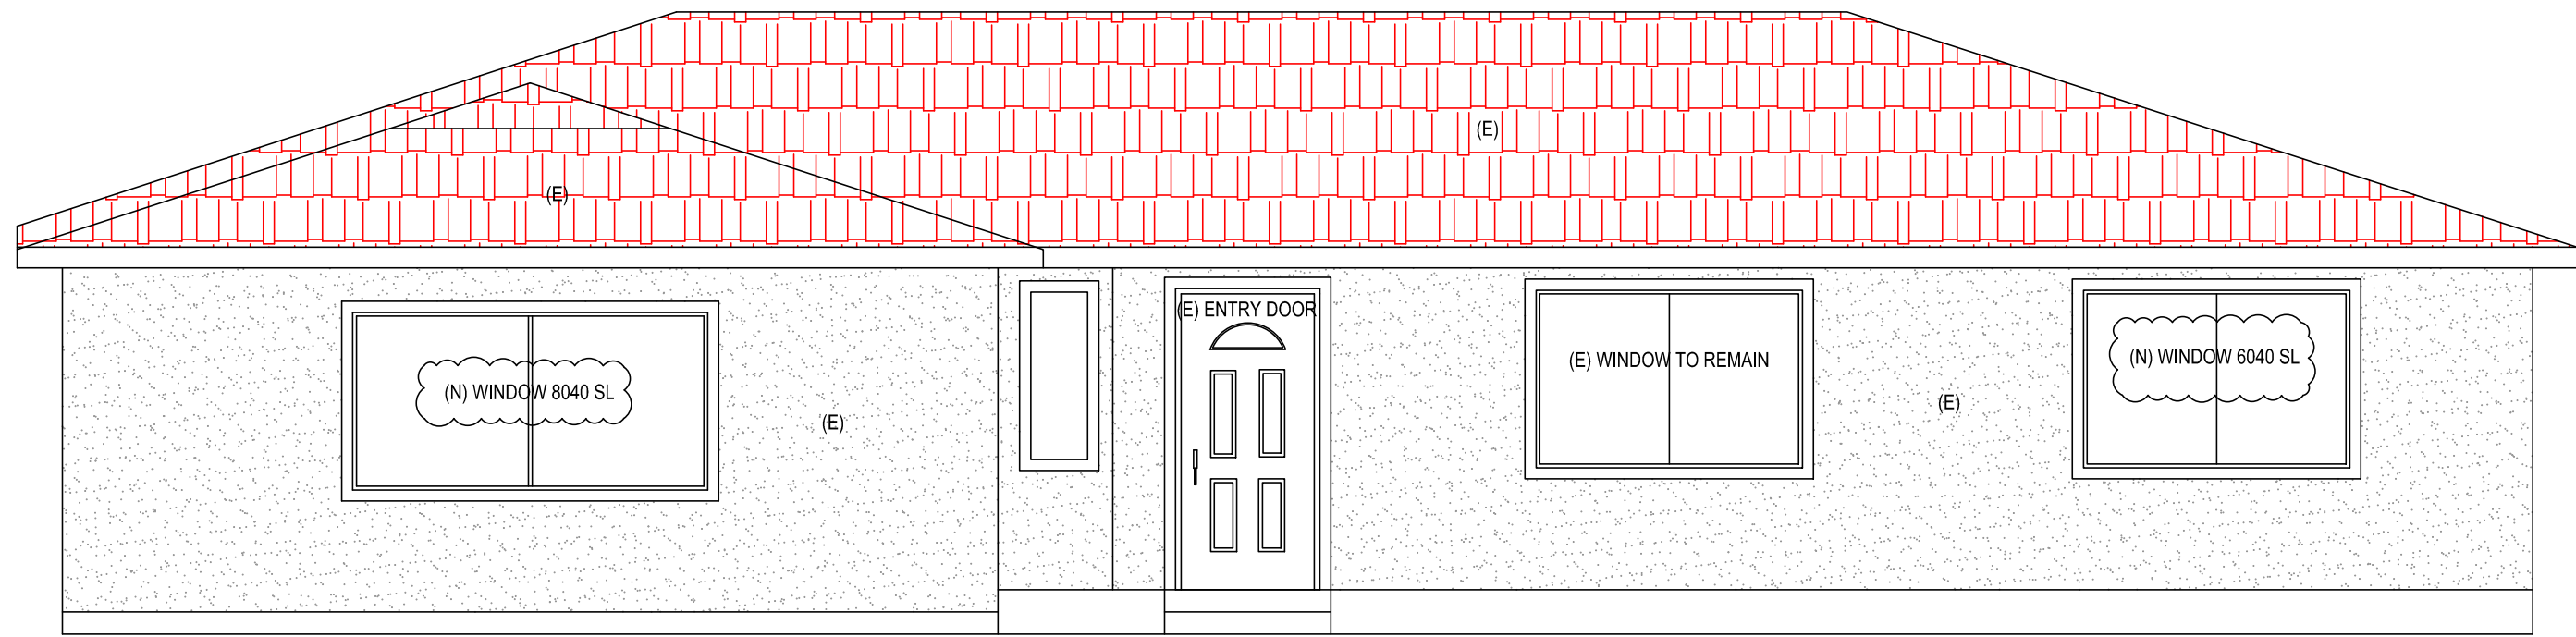 (E)
(E)
(E) ENTRY DOOR
(N) WINDOW 8040 SL
(E)
(E) WINDOW TO REMAIN
(E)
(N) WINDOW 6040 SL